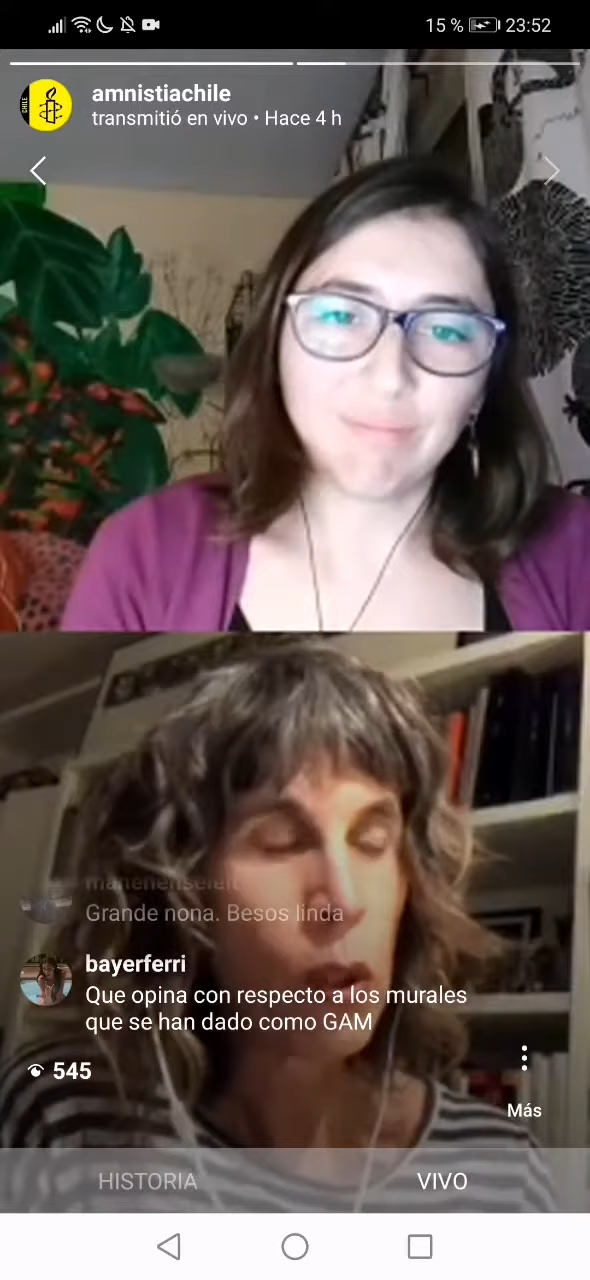 15 % 23:52
CHILE
amnistiachile
transmitió en vivo • Hace 4 h
Grande nona. Besos linda
bayerferri
Que opina con respecto a los murales
que se han dado como GAM
545
Más
HISTORIA
VIVO